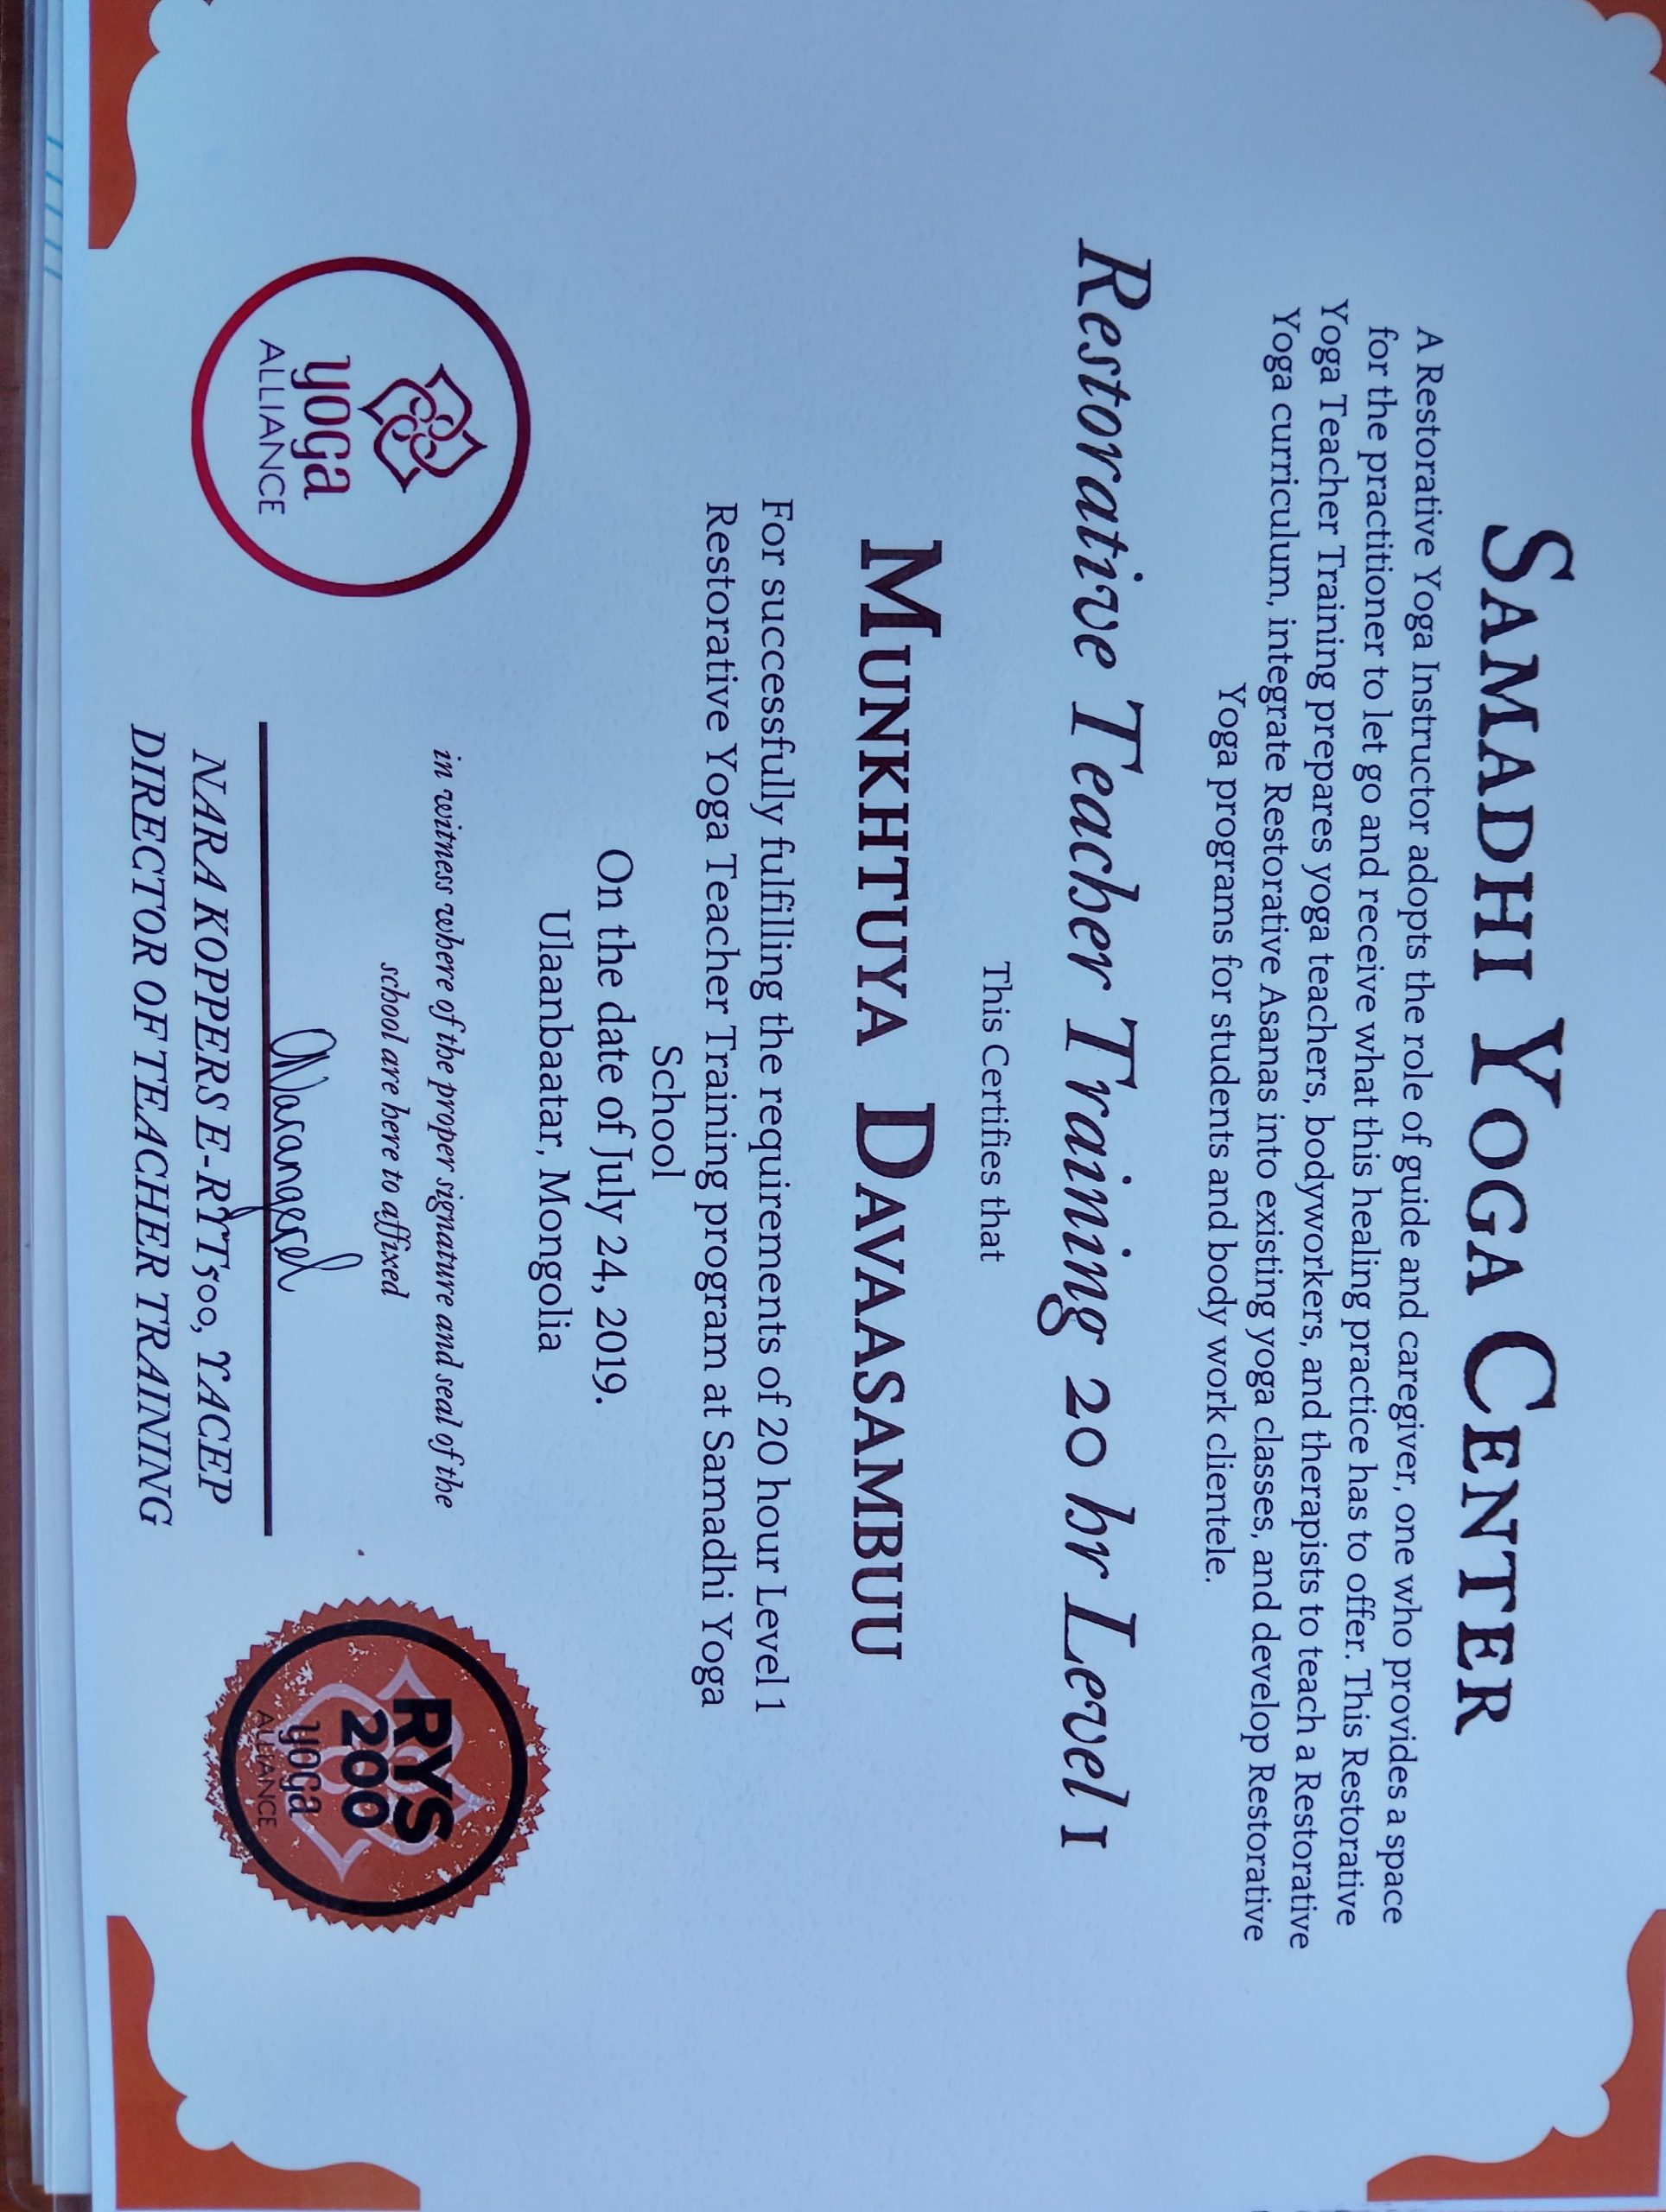 SAMADHI YOGA CENTER
A Restorative Yoga Instructor adopts the role of guide and caregiver, one who provides a space
for the practitioner to let go and receive what this healing practice has to offer. This Restorative
Yoga Teacher Training prepares yoga teachers, bodyworkers, and therapists to teach a Restorative
Yoga curriculum, integrate Restorative Asanas into existing yoga classes, and develop Restorative
Yoga programs for students and body work clientele.
Restorative Teacher Training 20 hr Level I
This Certifies that
MUNKHTUYA DAVAASAMBUU
For successfully fulfilling the requirements of 20 hour Level 1
Restorative Yoga Teacher Training program at Samadhi Yoga
School
On the date of July 24, 2019.
Ulaanbaatar, Mongolia
in witness where of the proper signature and seal of the
school are here to affixed
Narangerel
NARA KOPPERS E-RYT500, YACEP
DIRECTOR OF TEACHER TRAINING
yoga
ALLIANCE
RYS
200
yoga
ALLIANCE